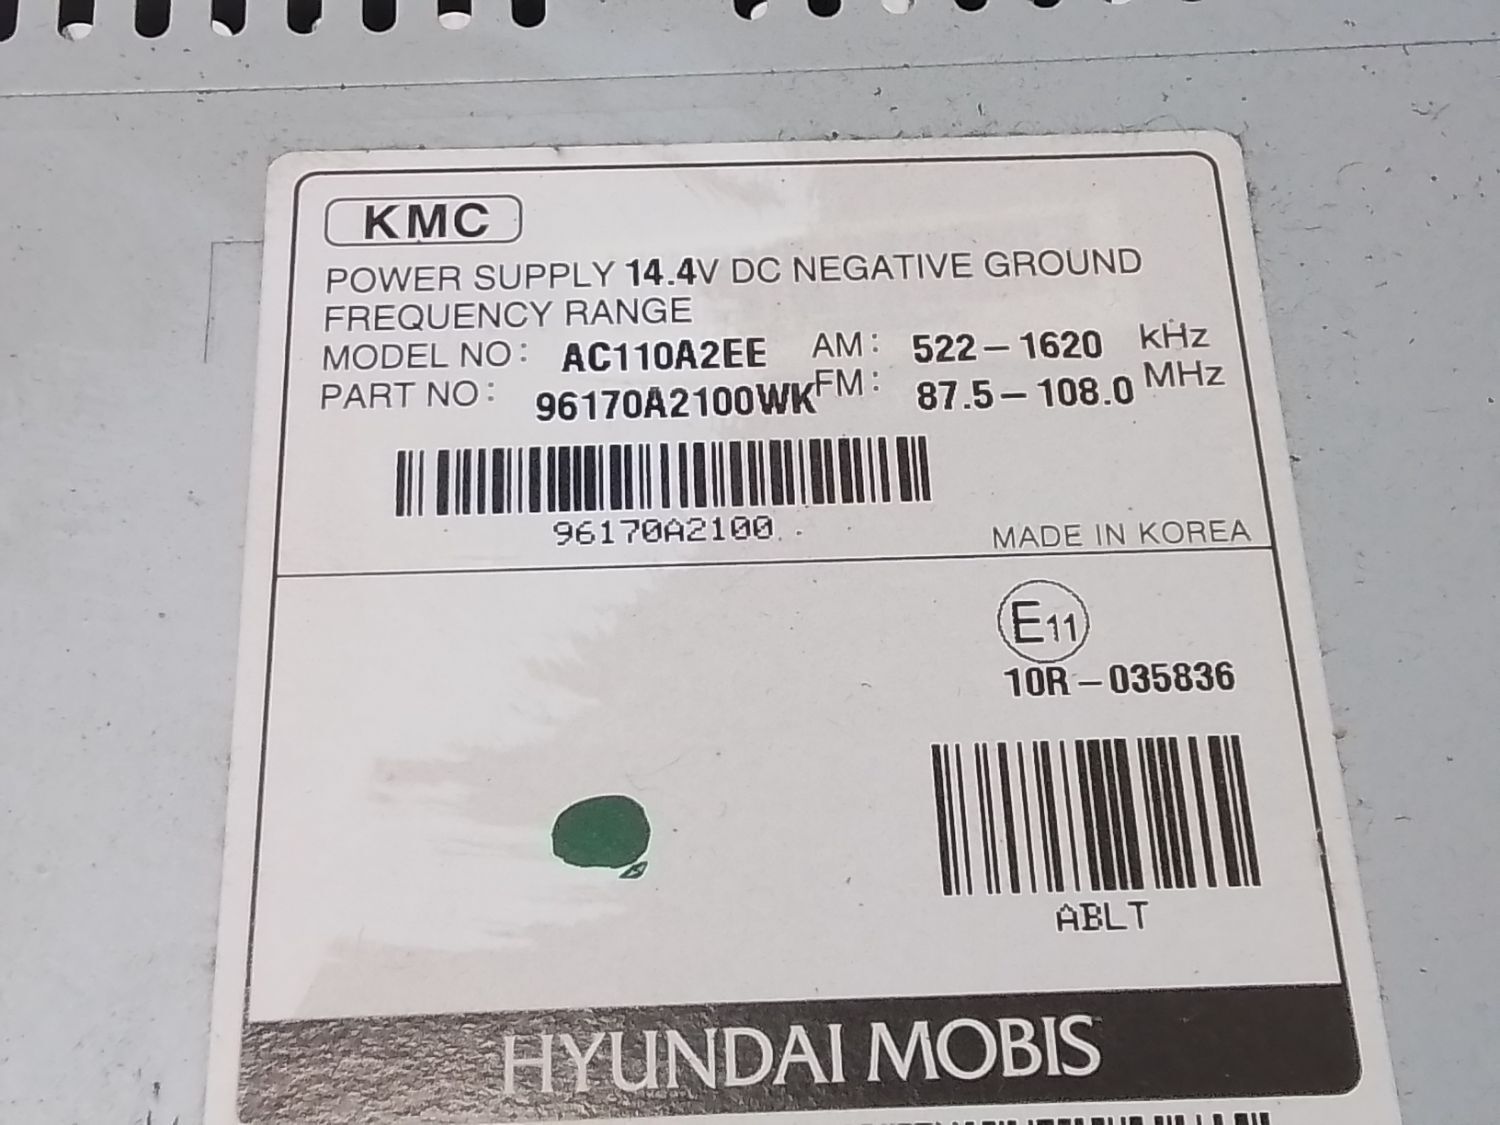 KMC
POWER SUPPLY 14.4V DC NEGATIVE GROUND
FREQUENCY RANGE
MODEL NO: AC110A2EE AM: 522-1620 kHz
PART NO: 96170A2100WK FM: 87.5-108.0 MHz
96170A2100
MADE IN KOREA
E11
10R-035836
ABLT
HYUNDAI MOBIS